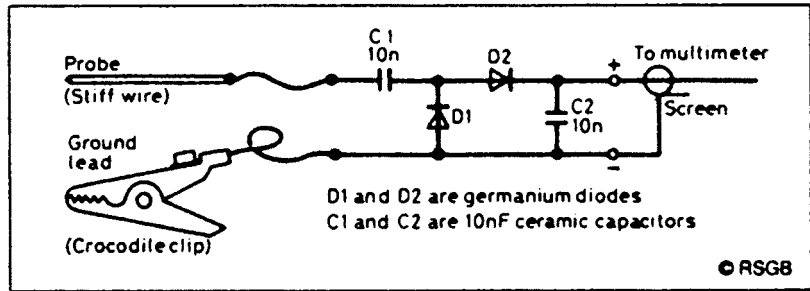 Probe
(Stiff wire)
C1
10n
D2
+
To multimeter
D1
C2
10n
Screen
-
Ground
lead
(Crocodile clip)
D1 and D2 are germanium diodes
C1 and C2 are 10nF ceramic capacitors
© RSGB